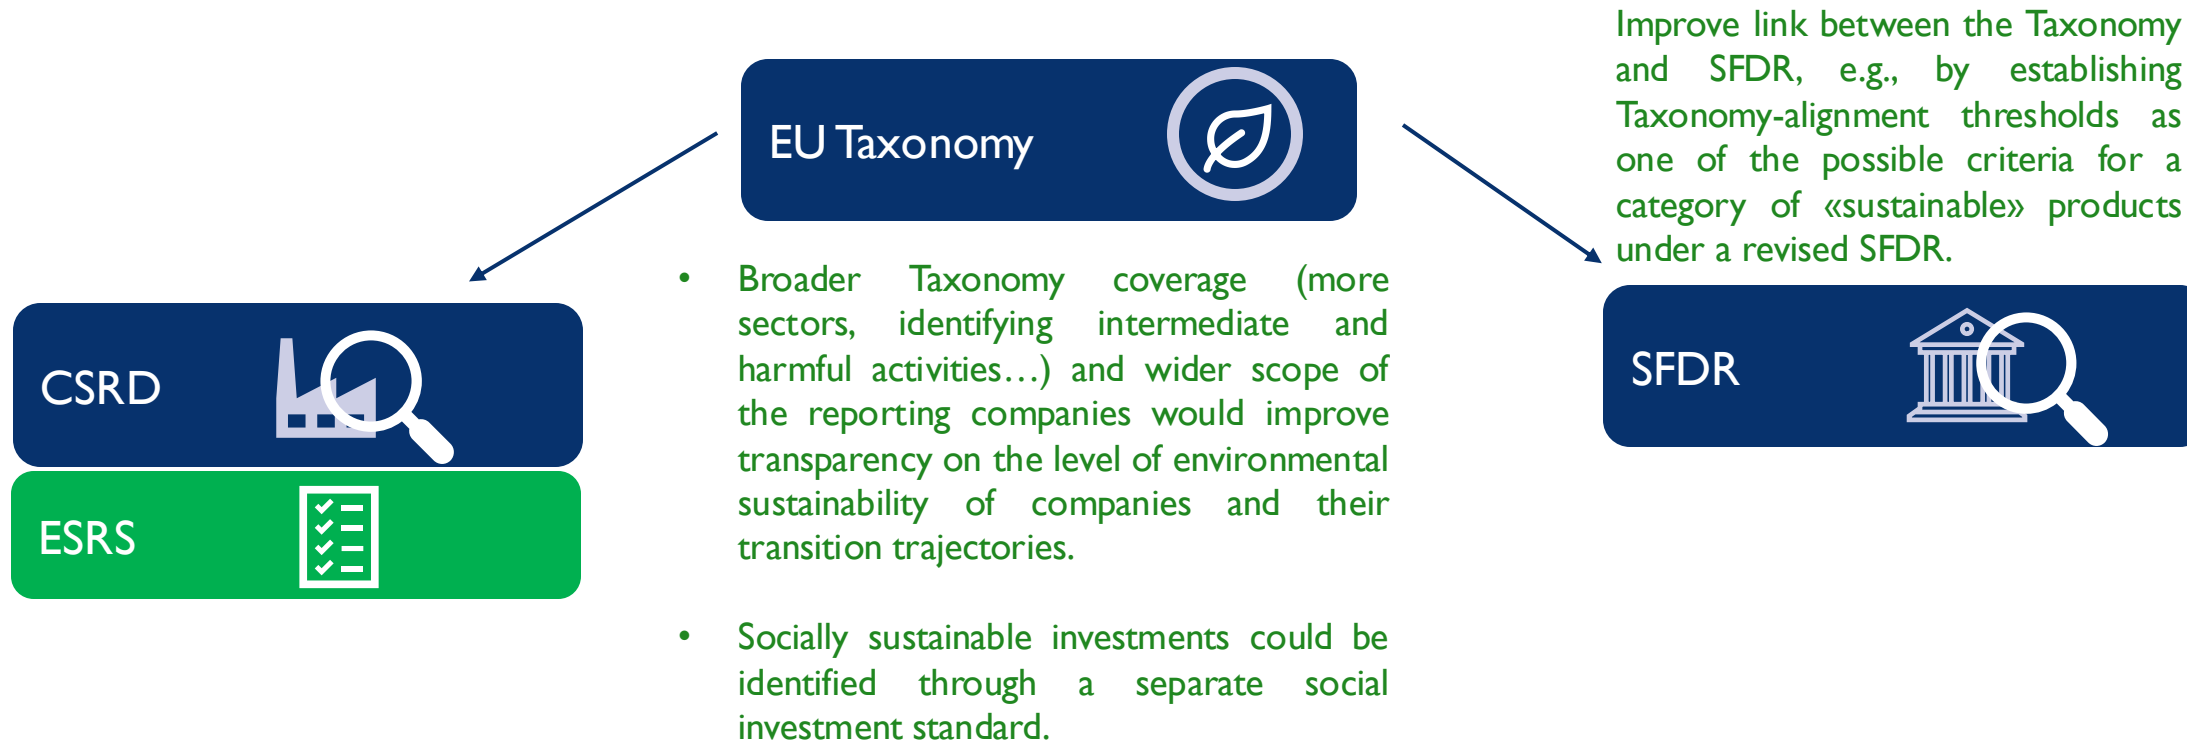 EU Taxonomy
• Broader Taxonomy coverage (more
sectors, identifying intermediate and
harmful activities…) and wider scope of
the reporting companies would improve
transparency on the level of environmental
sustainability of companies and their
transition trajectories.
• Socially sustainable investments could be
identified through a separate social
investment standard.
CSRD
ESRS
Improve link between the Taxonomy
and SFDR, e.g., by establishing
Taxonomy-alignment thresholds as
one of the possible criteria for a
category of «sustainable» products
under a revised SFDR.
SFDR